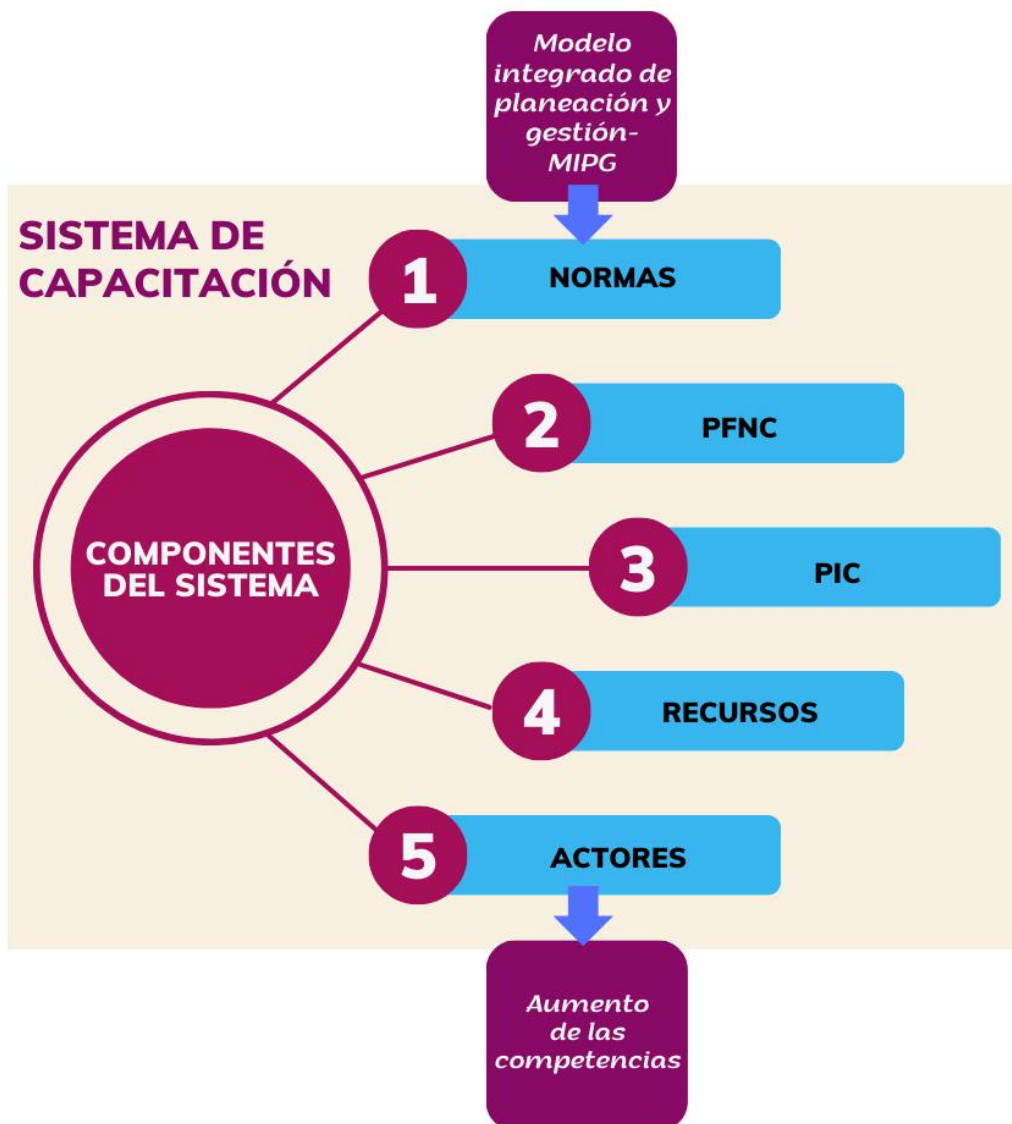 Modelo
integrado de
planeación y
gestión-
MIPG
SISTEMA DE
CAPACITACIÓN
1
NORMAS
2
PFNC
COMPONENTES
DEL SISTEMA
3
PIC
4
RECURSOS
5
ACTORES
Aumento
de las
competencias